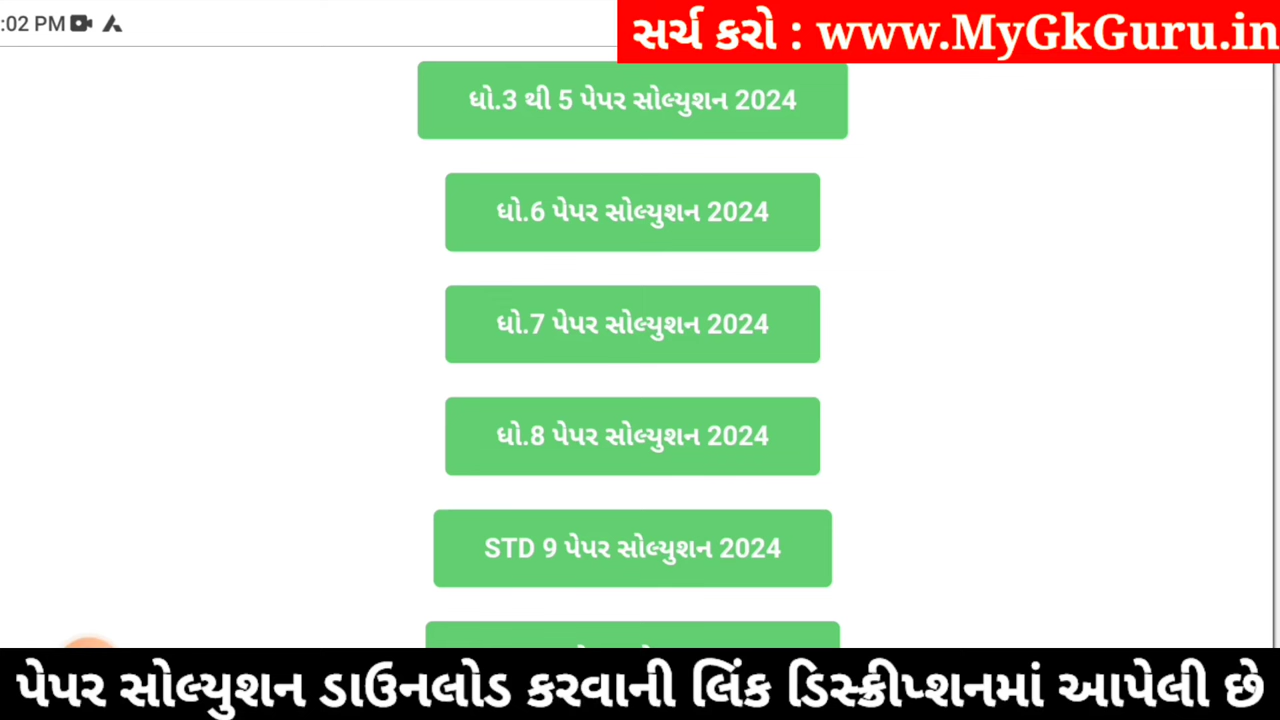 :02 PM
સર્ચ કરો : www.MyGkGuru.in
ધો.3 થી 5 પેપર સોલ્યુશન 2024
ધો.6 પેપર સોલ્યુશન 2024
ધો.7 પેપર સોલ્યુશન 2024
ધો.8 પેપર સોલ્યુશન 2024
STD 9 પેપર સોલ્યુશન 2024
પેપર સોલ્યુશન ડાઉનલોડ કરવાની લિંક ડિસ્ક્રીપ્શનમાં આપેલી છે